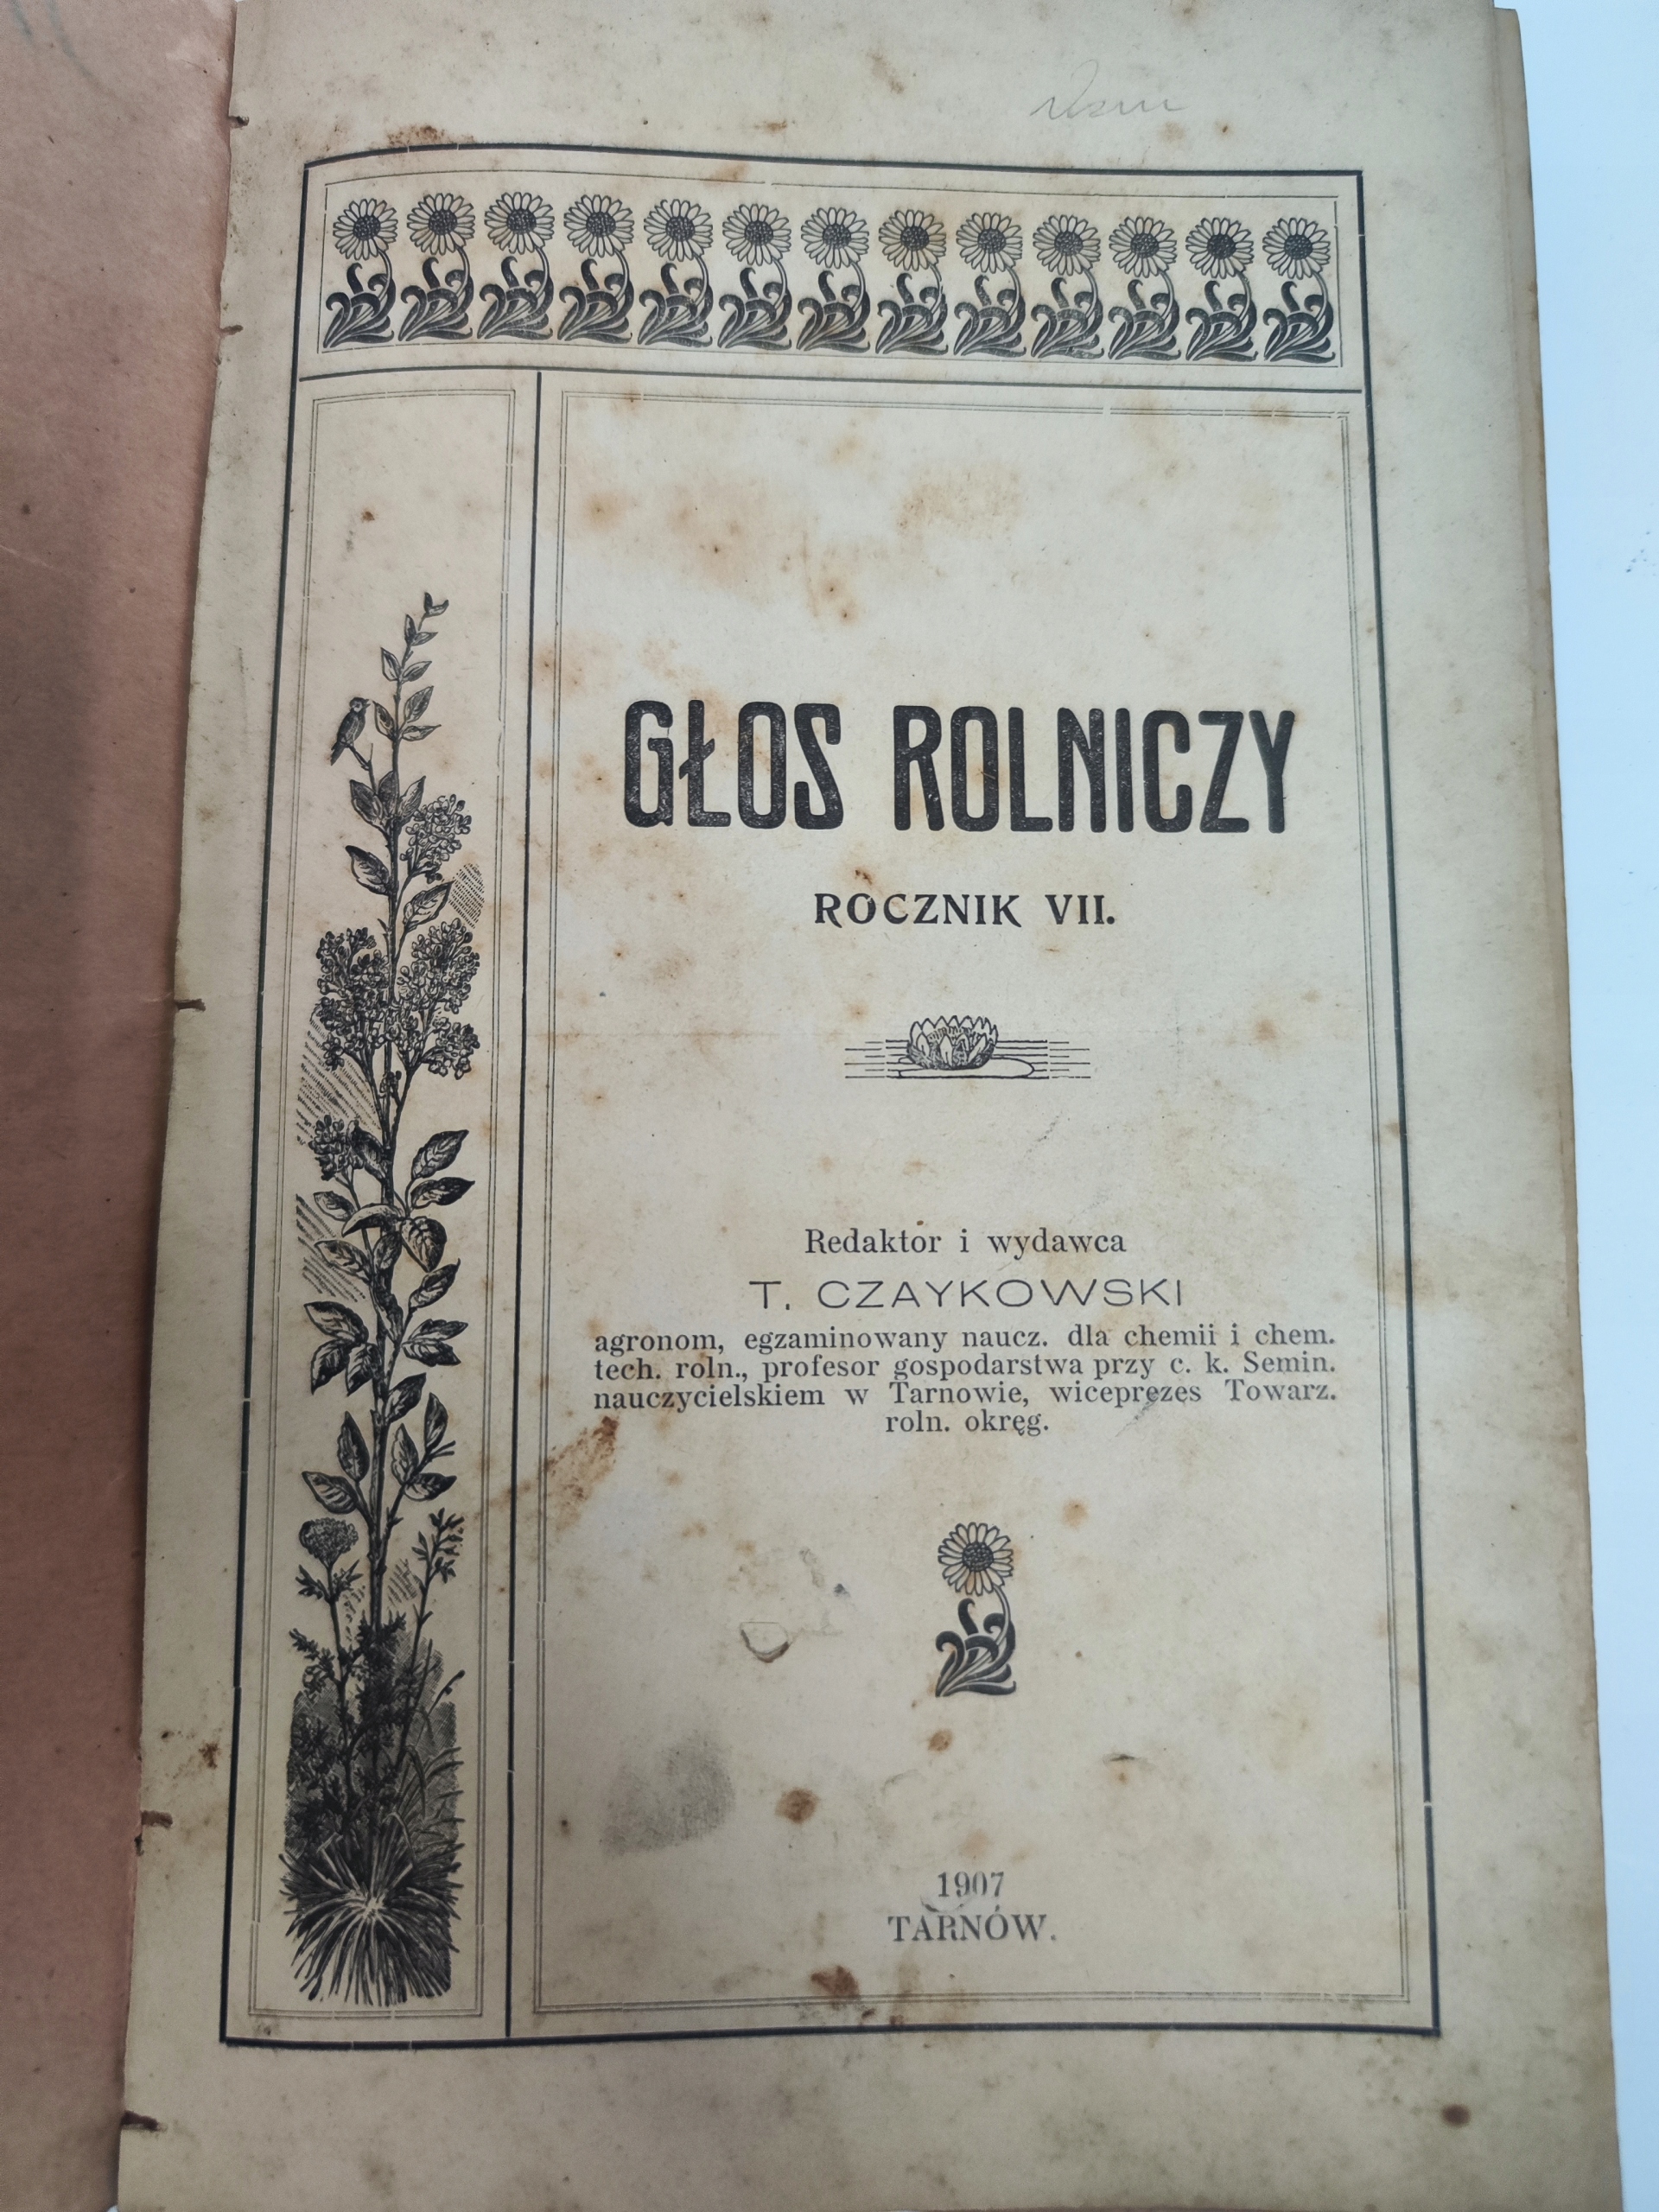 GŁOS ROLNICZY
ROCZNIK VII.
Redaktor i wydawca
T. CZAYKOWSKI
agronom, egzaminowany naucz. dla chemii i chem.
tech. roln., profesor gospodarstwa przy c. k. Semin.
nauczycielskiem w Tarnowie, wiceprezes Towarz.
roln. okręg.
1907
TARNÓW.